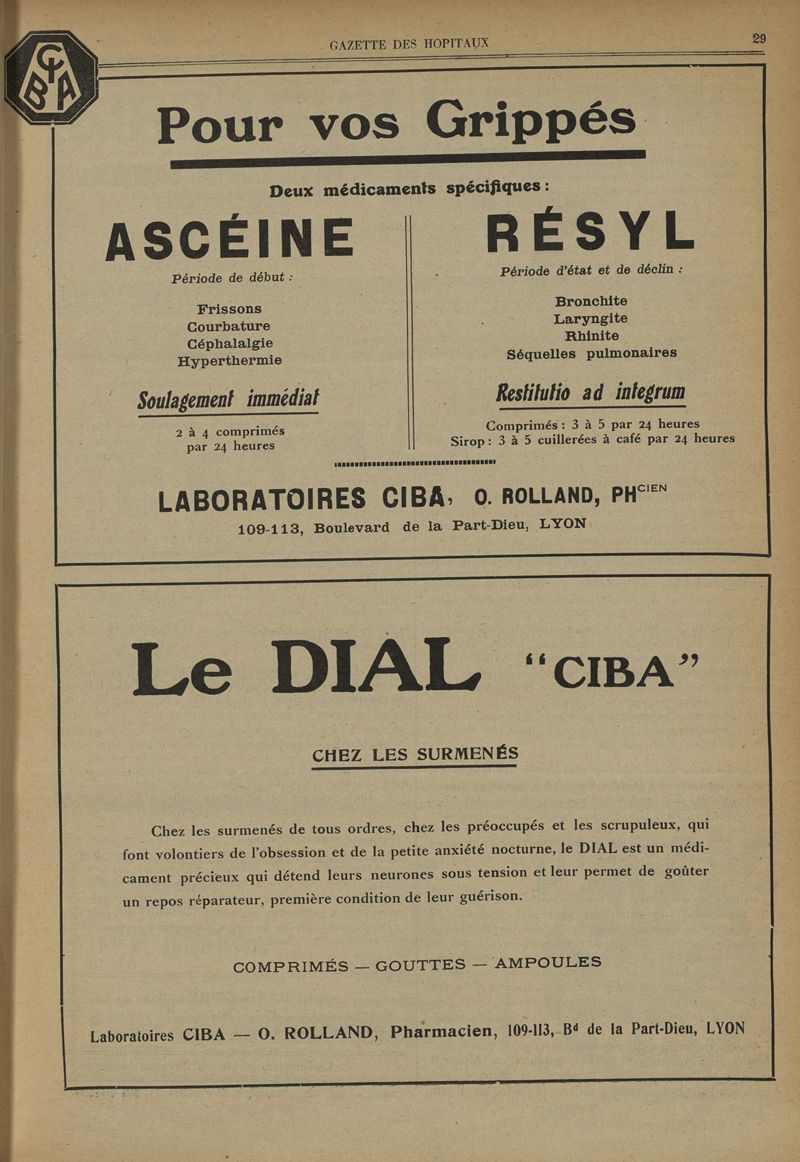 GAZETTE DES HOPITAUX
29
CIBA
Pour vos Grippés
Deux médicaments spécifiques :
ASCÉINE
Période de début :
Frissons
Courbature
Céphalalgie
Hyperthermie
Soulagement immédiat
2 à 4 comprimés
par 24 heures
RÉSYL
Période d'état et de déclin :
Bronchite
Laryngite
Rhinite
Séquelles pulmonaires
Restitutio ad integrum
Comprimés : 3 à 5 par 24 heures
Sirop : 3 à 5 cuillerées à café par 24 heures
LABORATOIRES CIBA, O. ROLLAND, PHCIEN
109-113, Boulevard de la Part-Dieu, LYON
Le DIAL "CIBA"
CHEZ LES SURMENÉS
Chez les surmenés de tous ordres, chez les préoccupés et les scrupuleux, qui
font volontiers de l'obsession et de la petite anxiété nocturne, le DIAL est un médi-
cament précieux qui détend leurs neurones sous tension et leur permet de goûter
un repos réparateur, première condition de leur guérison.
COMPRIMÉS — GOUTTES — AMPOULES
Laboratoires CIBA — O. ROLLAND, Pharmacien, 109-113, Bd de la Part-Dieu, LYON